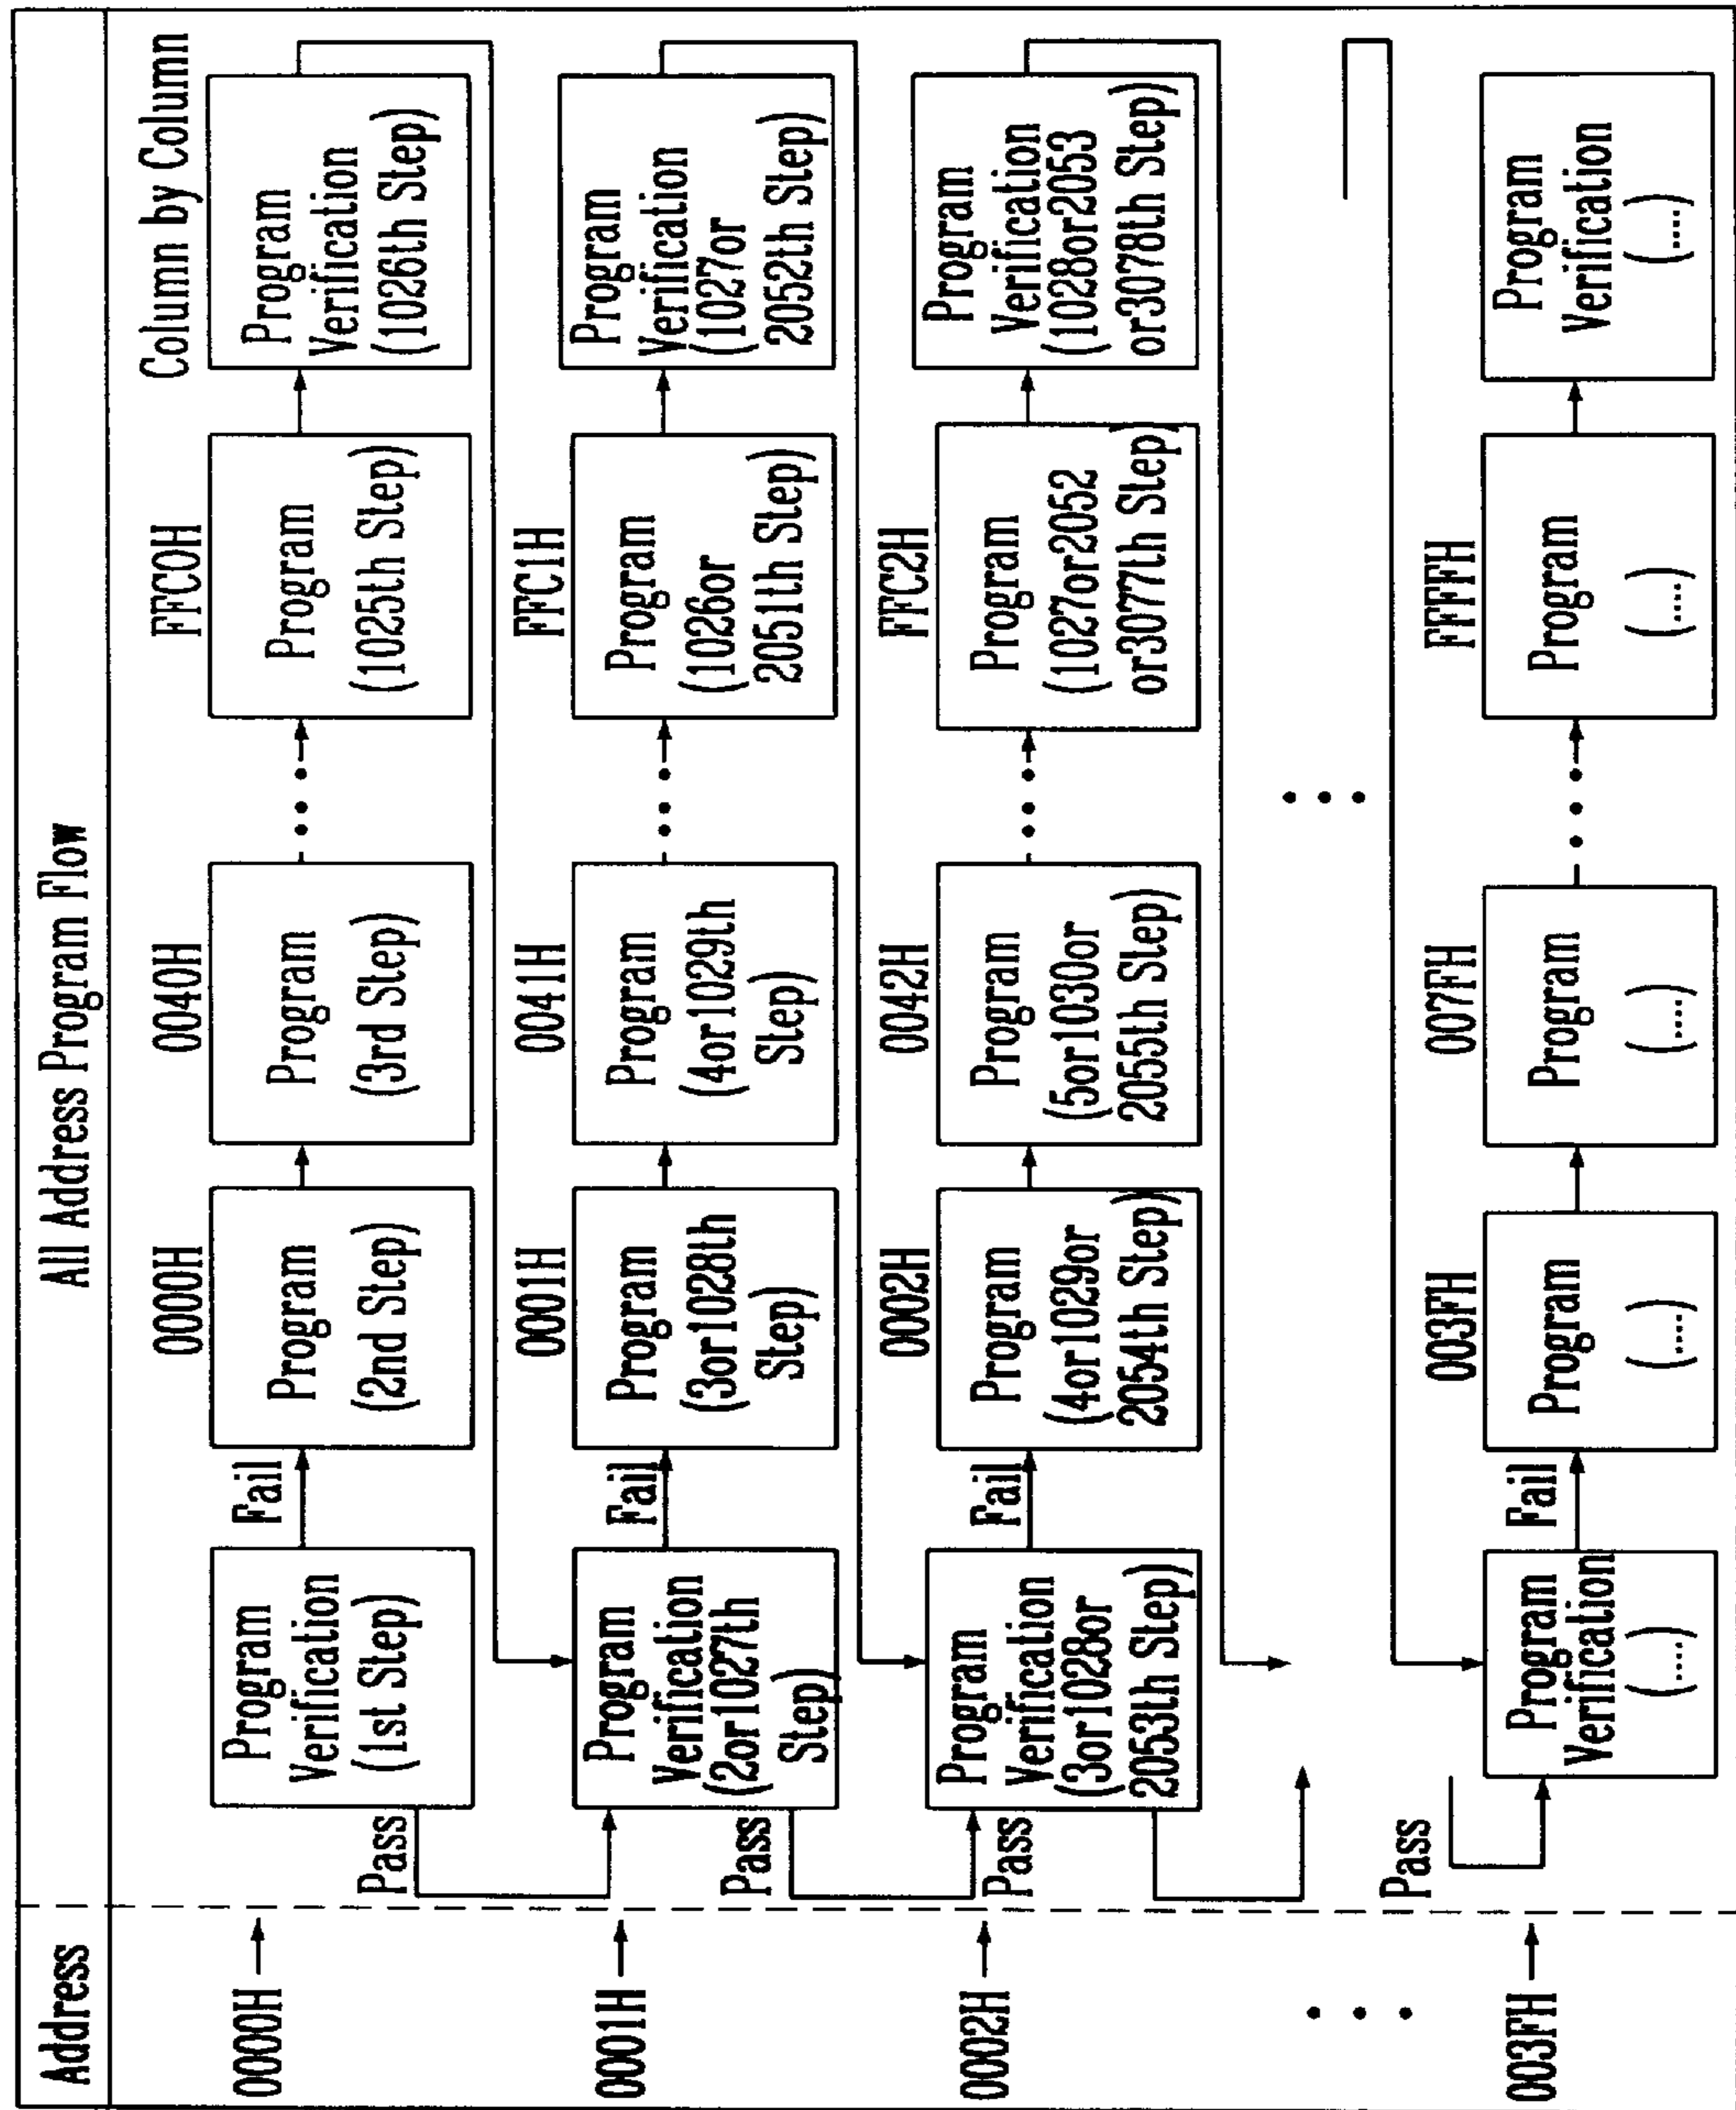 Address
All Address Program Flow
Column by Column
0000H
Program
Verification
(1st Step)
Pass
Fail
0000H
Program
(2nd Step)
0040H
Program
(3rd Step)
FFC0H
Program
(1025th Step)
Program
Verification
(1026th Step)
0001H
Program
Verification
(2or1027th
Step)
Pass
Fail
0001H
Program
(3or1028th
Step)
0041H
Program
(4or1029th
Step)
FFC1H
Program
(1026or
2051th Step)
Program
Verification
(1027or
2052th Step)
0002H
Program
Verification
(3or1028or
2053th Step)
Pass
Fail
0002H
Program
(4or1029or
2054th Step)
0042H
Program
(5or1030or
2055th Step)
FFC2H
Program
(1027or2052
or3077th Step)
Program
Verification
(1028or2053
or3078th Step)
003FH
Pass
Program
Verification
(....)
Fail
003FH
Program
(....)
007FH
Program
(....)
FFFFH
Program
(....)
Program
Verification
(....)